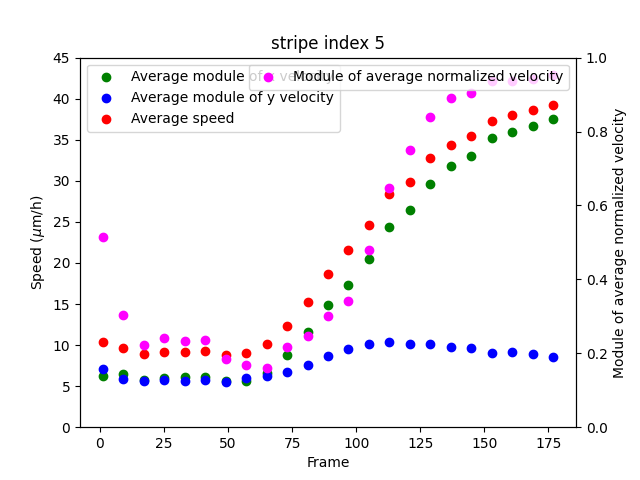 stripe index 5
Average module of x velocity
Average module of y velocity
Average speed
Module of average normalized velocity
Speed (μm/h)
45
40
35
30
25
20
15
10
5
0
1.0
0.8
0.6
0.4
0.2
0.0
Module of average normalized velocity
0 25 50 75 100 125 150 175
Frame